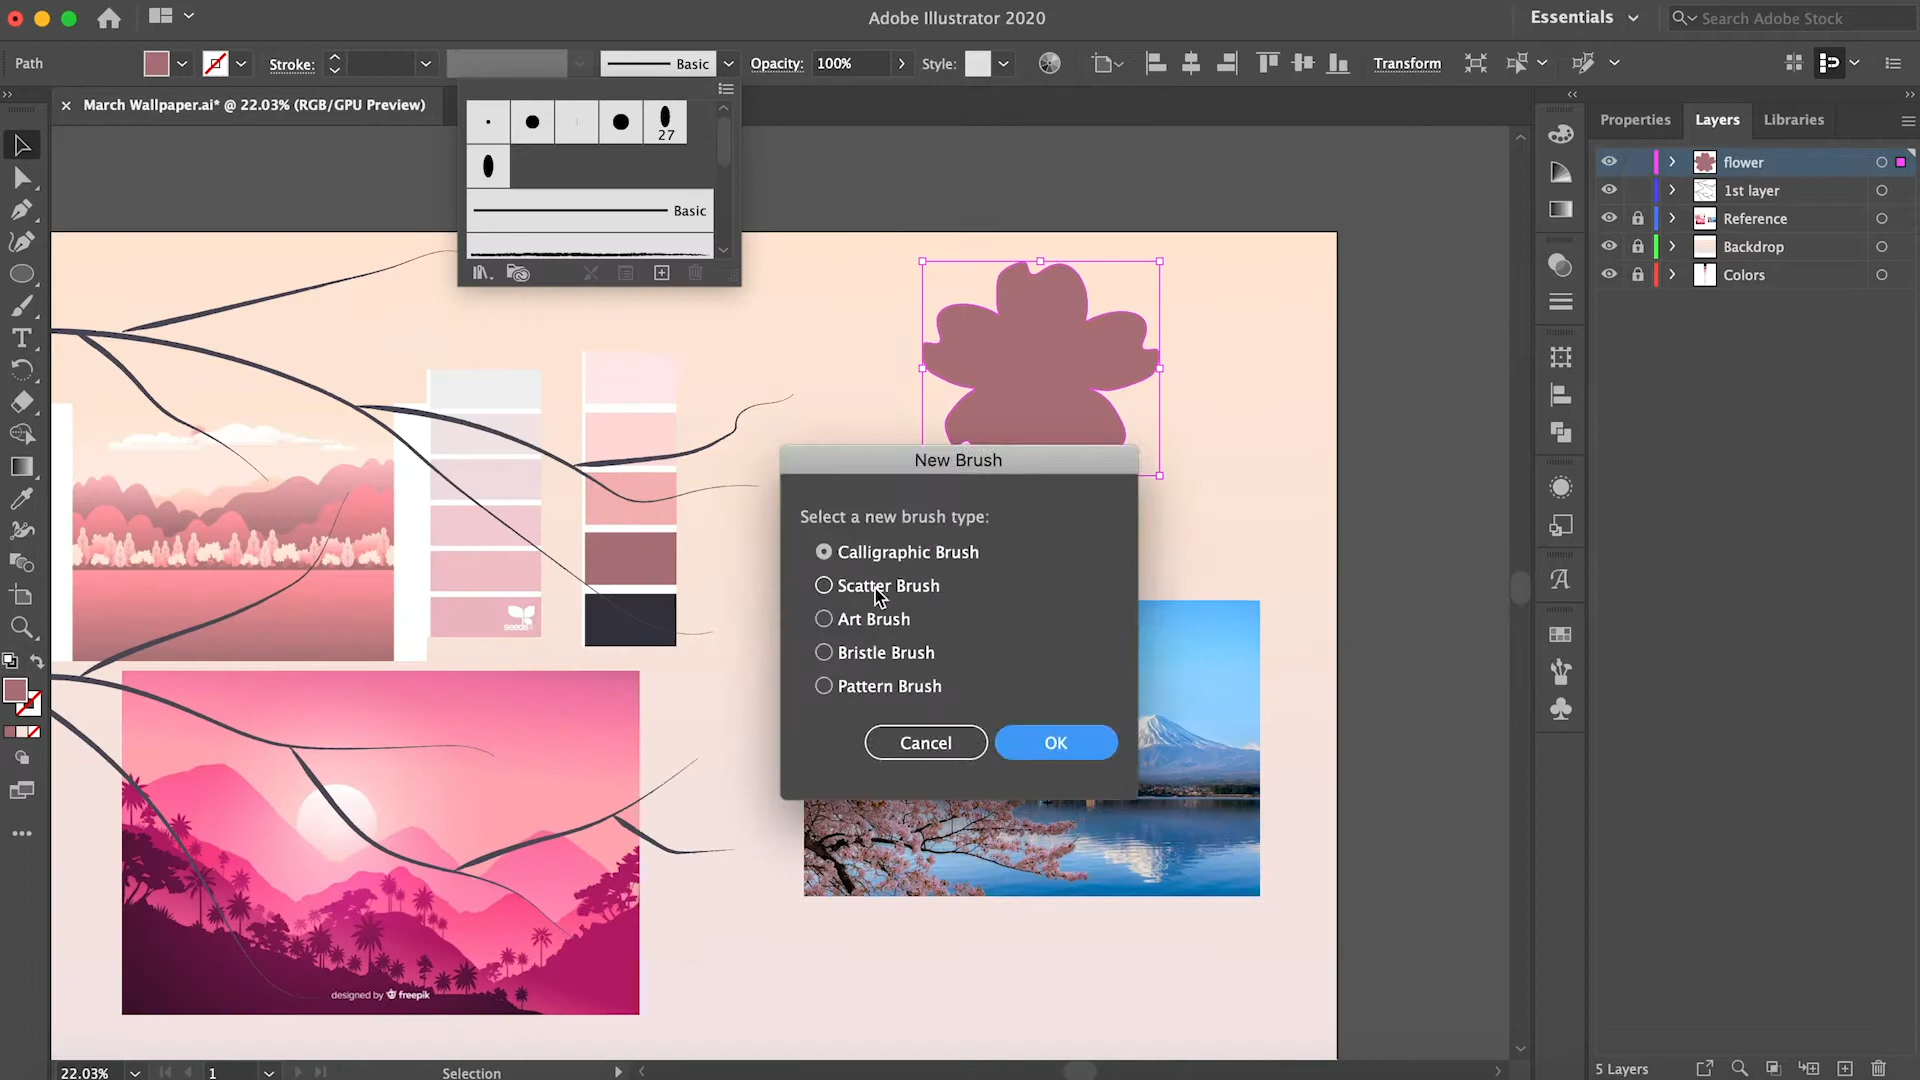 Adobe Illustrator 2020
Essentials
Search Adobe Stock
Path
Stroke:
Basic
Opacity:
100%
Style:
Transform
March Wallpaper.ai* @ 22.03% (RGB/GPU Preview)
27
Basic
Properties
Layers
Libraries
flower
1st layer
Reference
Backdrop
Colors
New Brush
Select a new brush type:
Calligraphic Brush
Scatter Brush
Art Brush
Bristle Brush
Pattern Brush
Cancel
OK
seeds
designed by freepik
22.03%
1
Selection
5 Layers